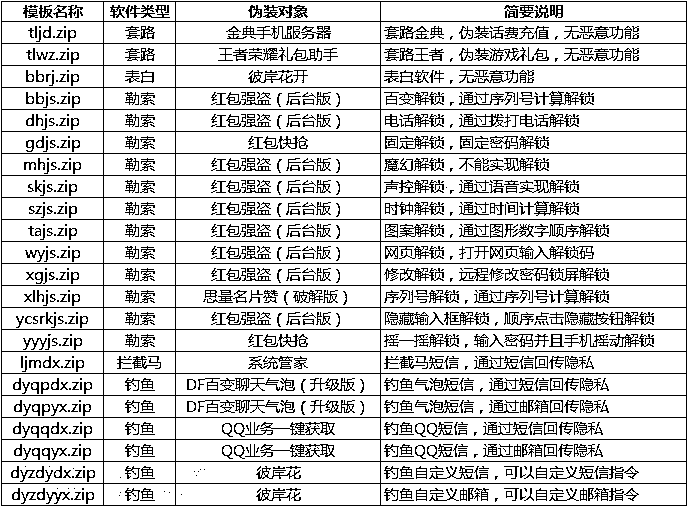 模板名称 软件类型 伪装对象 简要说明
tljd.zip 套路 金典手机服务器 套路金典，伪装话费充值，无恶意功能
tlwz.zip 套路 王者荣耀礼包助手 套路王者，伪装游戏礼包，无恶意功能
bbrj.zip 表白 彼岸花开 表白软件，无恶意功能
bbjs.zip 勒索 红包强盗（后台版） 百变解锁，通过序列号计算解锁
dhjs.zip 勒索 红包强盗（后台版） 电话解锁，通过拨打电话解锁
gdjs.zip 勒索 红包快抢 固定解锁，固定密码解锁
mhjs.zip 勒索 红包强盗（后台版） 魔幻解锁，不能实现解锁
skjs.zip 勒索 红包强盗（后台版） 声控解锁，通过语音实现解锁
szjs.zip 勒索 红包强盗（后台版） 时钟解锁，通过时间计算解锁
tajs.zip 勒索 红包强盗（后台版） 图案解锁，通过图形数字顺序解锁
wyjs.zip 勒索 红包强盗（后台版） 网页解锁，打开网页输入解锁码
xgjs.zip 勒索 红包强盗（后台版） 修改解锁，远程修改密码锁屏解锁
xlhjs.zip 勒索 思量名片赞（破解版） 序列号解锁，通过序列号计算解锁
ycsrkjs.zip 勒索 红包强盗（后台版） 隐藏输入框解锁，顺序点击隐藏按钮解锁
yyyjs.zip 勒索 红包快抢 摇一摇解锁，输入密码并且手机摇动解锁
ljmdx.zip 拦截马 系统管家 拦截马短信，通过短信回传隐私
dyqpdx.zip 钓鱼 DF百变聊天气泡（升级版） 钓鱼气泡短信，通过短信回传隐私
dyqpyx.zip 钓鱼 DF百变聊天气泡（升级版） 钓鱼气泡短信，通过邮箱回传隐私
dyqqdx.zip 钓鱼 QQ业务一键获取 钓鱼QQ短信，通过短信回传隐私
dyqqyx.zip 钓鱼 QQ业务一键获取 钓鱼QQ短信，通过邮箱回传隐私
dyzdydx.zip 钓鱼 彼岸花 钓鱼自定义短信，可以自定义短信指令
dyzdyyx.zip 钓鱼 彼岸花 钓鱼自定义邮箱，可以自定义邮箱指令